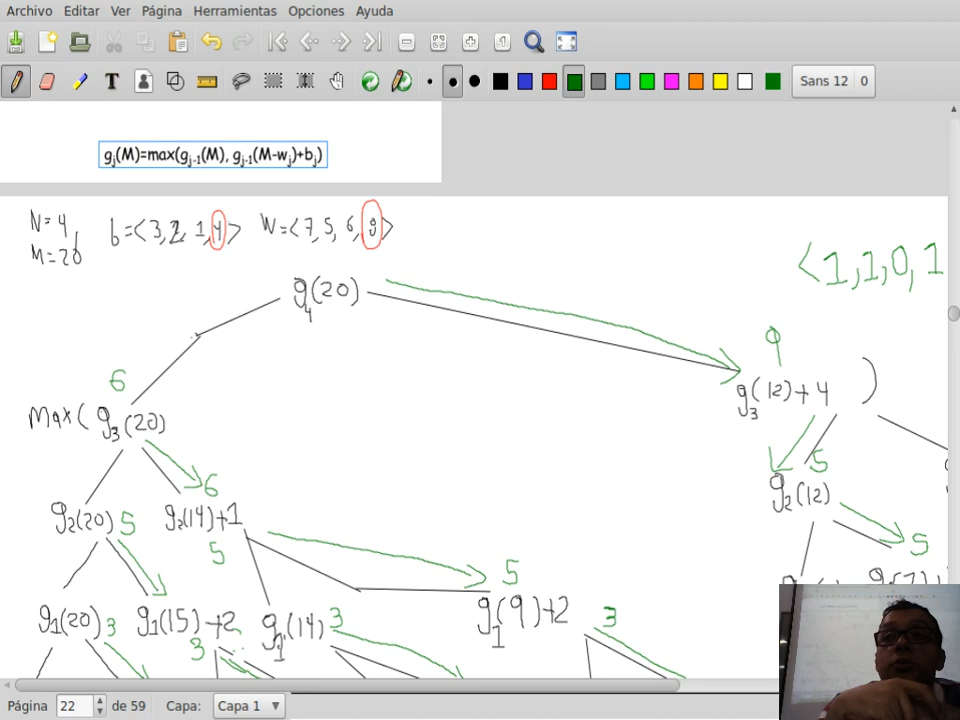 Archivo Editar Ver Página Herramientas Opciones Ayuda
T Sans 12 0
gj(M)=max(gj-1(M), gj-1(M-wj)+bj)
N=4,
M=20
b=<3,2,1,4> W=<7,5,6,9>
<1,1,0,1
g4(20)
6
9
Max( g3(20)
g3(12)+4 )
6
5
g2(20) 5 g2(14)+1
g2(12)
5
5
5
g1(20) 3 g1(15)+2 g1(14) 3
g1(9)+2 3
3
Página 22 de 59 Capa: Capa 1